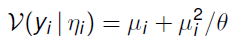 𝒱(yᵢ | ηᵢ) = μᵢ + μᵢ²/θ